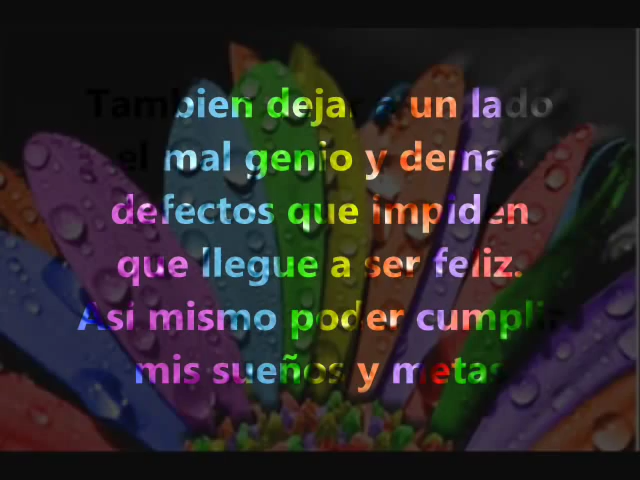 Tambien dejar a un lado
el mal genio y demas
defectos que impiden
que llegue a ser feliz.
Asi mismo poder cumplir
mis sueños y metas